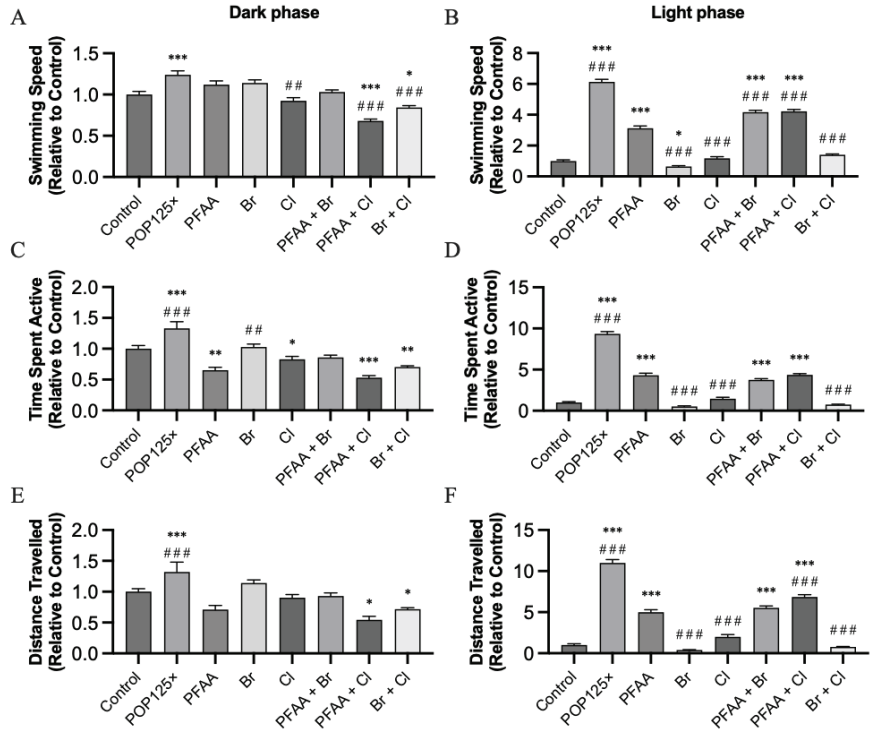 Dark phase
Light phase
A
Swimming Speed
(Relative to Control)
1.5
1.0
0.5
0.0
***
##
***
###
*
###
Control
POP125×
PFAA
Br
Cl
PFAA + Br
PFAA + Cl
Br + Cl
B
Swimming Speed
(Relative to Control)
8
6
4
2
0
***
###
***
*
###
###
***
###
***
###
###
Control
POP125×
PFAA
Br
Cl
PFAA + Br
PFAA + Cl
Br + Cl
C
Time Spent Active
(Relative to Control)
2.0
1.5
1.0
0.5
0.0
***
###
**
##
*
***
**
Control
POP125×
PFAA
Br
Cl
PFAA + Br
PFAA + Cl
Br + Cl
D
Time Spent Active
(Relative to Control)
15
10
5
0
***
###
***
###
###
***
***
###
Control
POP125×
PFAA
Br
Cl
PFAA + Br
PFAA + Cl
Br + Cl
E
Distance Travelled
(Relative to Control)
2.0
1.5
1.0
0.5
0.0
***
###
*
*
Control
POP125×
PFAA
Br
Cl
PFAA + Br
PFAA + Cl
Br + Cl
F
Distance Travelled
(Relative to Control)
15
10
5
0
***
###
***
###
###
***
***
###
###
Control
POP125×
PFAA
Br
Cl
PFAA + Br
PFAA + Cl
Br + Cl